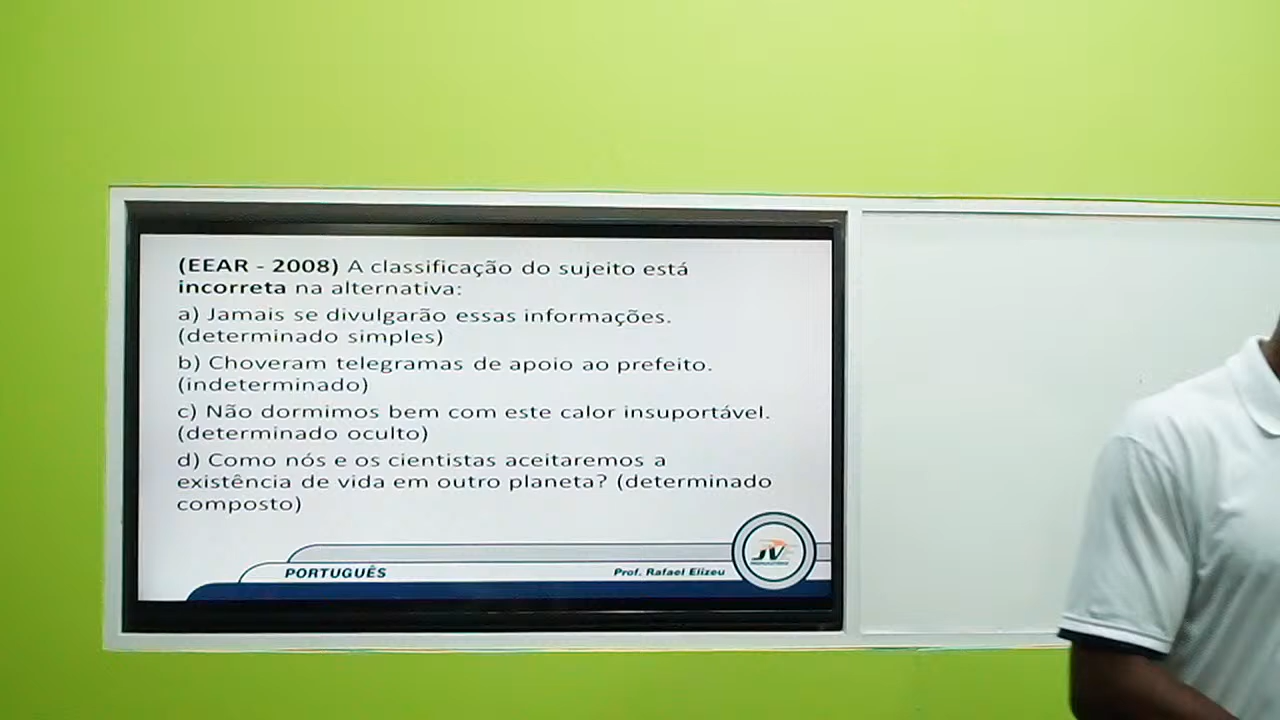 (EEAR - 2008) A classificação do sujeito está
incorreta na alternativa:
a) Jamais se divulgarão essas informações.
(determinado simples)
b) Choveram telegramas de apoio ao prefeito.
(indeterminado)
c) Não dormimos bem com este calor insuportável.
(determinado oculto)
d) Como nós e os cientistas aceitaremos a
existência de vida em outro planeta? (determinado
composto)
PORTUGUÊS
Prof. Rafael Elizeu